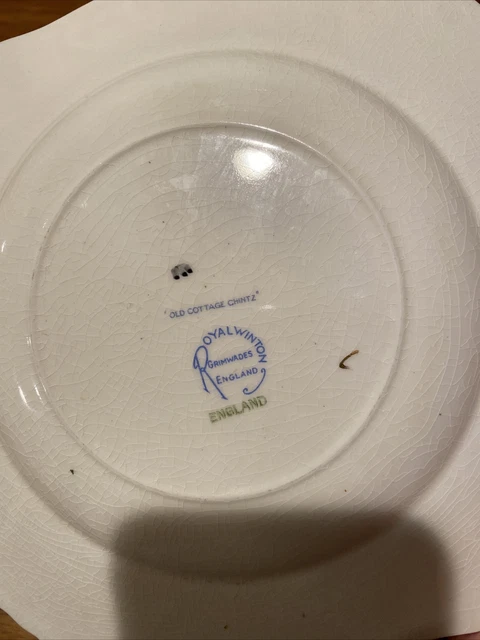 "OLD COTTAGE CHINTZ"
ROYAL WINTON
GRIMWADES
ENGLAND
ENGLAND